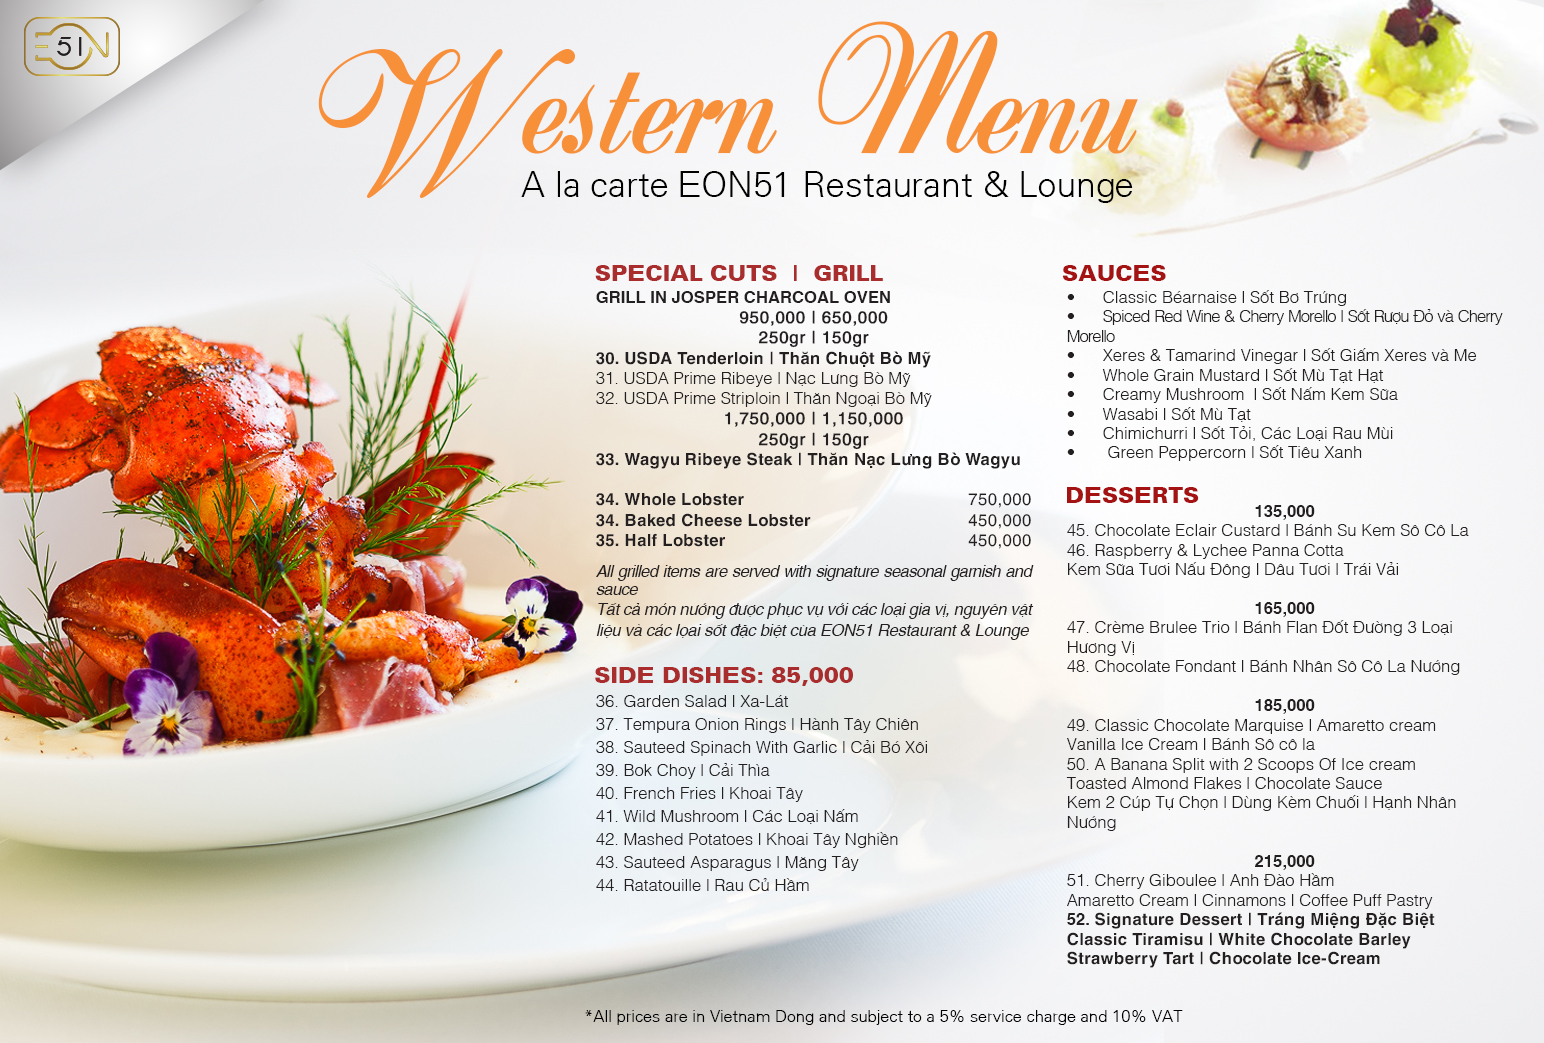 EON
51
Western Menu
A la carte EON51 Restaurant & Lounge
SPECIAL CUTS | GRILL
GRILL IN JOSPER CHARCOAL OVEN
950,000 | 650,000
250gr | 150gr
30. USDA Tenderloin | Thăn Chuột Bò Mỹ
31. USDA Prime Ribeye | Nạc Lưng Bò Mỹ
32. USDA Prime Striploin I Thăn Ngoại Bò Mỹ
1,750,000 | 1,150,000
250gr | 150gr
33. Wagyu Ribeye Steak | Thăn Nạc Lưng Bò Wagyu
34. Whole Lobster 750,000
34. Baked Cheese Lobster 450,000
35. Half Lobster 450,000
All grilled items are served with signature seasonal garnish and
sauce
Tất cả món nướng được phục vụ với các loại gia vị, nguyên vật
liệu và các loại sốt đặc biệt của EON51 Restaurant & Lounge
SIDE DISHES: 85,000
36. Garden Salad I Xa-Lát
37. Tempura Onion Rings | Hành Tây Chiên
38. Sauteed Spinach With Garlic | Cải Bó Xôi
39. Bok Choy | Cải Thìa
40. French Fries I Khoai Tây
41. Wild Mushroom I Các Loại Nấm
42. Mashed Potatoes I Khoai Tây Nghiền
43. Sauteed Asparagus | Măng Tây
44. Ratatouille | Rau Củ Hầm
SAUCES
• Classic Béarnaise I Sốt Bơ Trứng
• Spiced Red Wine & Cherry Morello | Sốt Rượu Đỏ và Cherry
Morello
• Xeres & Tamarind Vinegar I Sốt Giấm Xeres và Me
• Whole Grain Mustard I Sốt Mù Tạt Hạt
• Creamy Mushroom I Sốt Nấm Kem Sữa
• Wasabi I Sốt Mù Tạt
• Chimichurri I Sốt Tỏi, Các Loại Rau Mùi
• Green Peppercorn | Sốt Tiêu Xanh
DESSERTS
135,000
45. Chocolate Eclair Custard | Bánh Su Kem Sô Cô La
46. Raspberry & Lychee Panna Cotta
Kem Sữa Tươi Nấu Đông I Dâu Tươi | Trái Vải
165,000
47. Crème Brulee Trio | Bánh Flan Đốt Đường 3 Loại
Hương Vị
48. Chocolate Fondant I Bánh Nhân Sô Cô La Nướng
185,000
49. Classic Chocolate Marquise I Amaretto cream
Vanilla Ice Cream I Bánh Sô cô la
50. A Banana Split with 2 Scoops Of Ice cream
Toasted Almond Flakes | Chocolate Sauce
Kem 2 Cúp Tự Chọn | Dùng Kèm Chuối | Hạnh Nhân
Nướng
215,000
51. Cherry Giboulee | Anh Đào Hầm
Amaretto Cream I Cinnamons I Coffee Puff Pastry
52. Signature Dessert | Tráng Miệng Đặc Biệt
Classic Tiramisu | White Chocolate Barley
Strawberry Tart | Chocolate Ice-Cream
*All prices are in Vietnam Dong and subject to a 5% service charge and 10% VAT